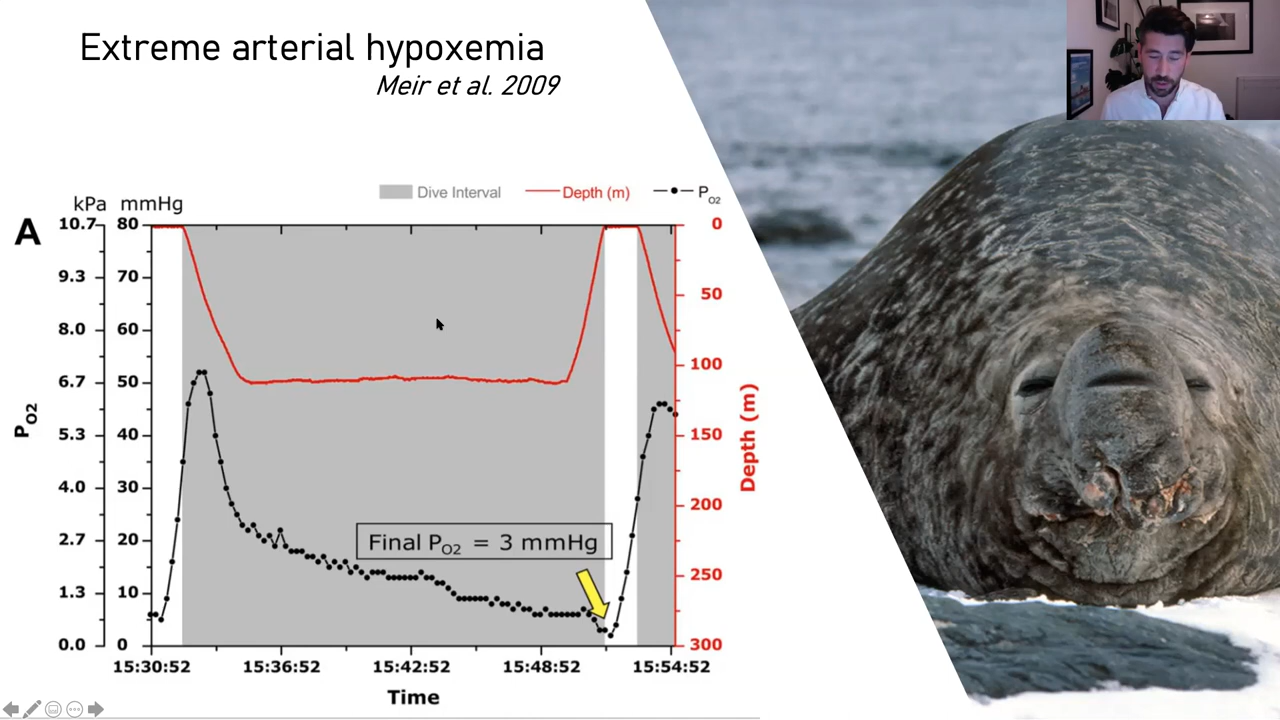 Extreme arterial hypoxemia
Meir et al. 2009
Dive Interval
Depth (m)
PO2
kPa
mmHg
A
10.7
80
0
9.3
70
50
8.0
60
100
6.7
50
5.3
40
150
4.0
30
200
2.7
20
250
1.3
10
0.0
0
300
PO2
Depth (m)
Final PO2 = 3 mmHg
15:30:52
15:36:52
15:42:52
15:48:52
15:54:52
Time